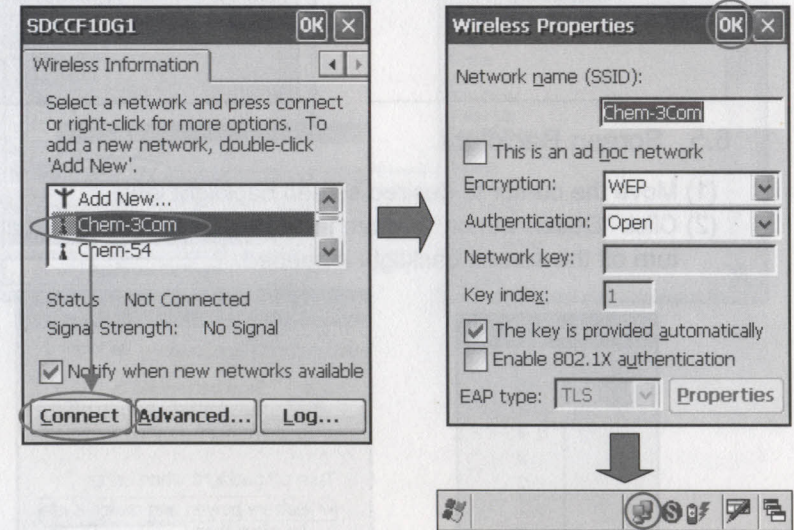 SDCCF10G1 OK ×
Wireless Information
Select a network and press connect
or right-click for more options. To
add a new network, double-click
'Add New'.
Add New...
Chem-3Com
Chem-54
Status Not Connected
Signal Strength: No Signal
Notify when new networks available
Connect Advanced... Log...
Wireless Properties OK ×
Network name (SSID):
Chem-3Com
This is an ad hoc network
Encryption: WEP
Authentication: Open
Network key:
Key index: 1
The key is provided automatically
Enable 802.1X authentication
EAP type: TLS Properties